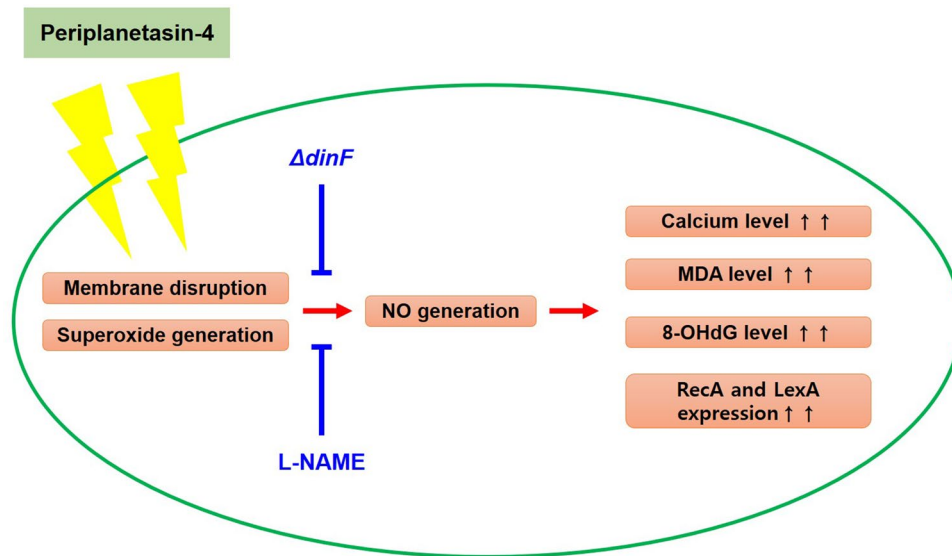 Periplanetasin-4
ΔdinF
Membrane disruption
Superoxide generation
NO generation
L-NAME
Calcium level ↑ ↑
MDA level ↑ ↑
8-OHdG level ↑ ↑
RecA and LexA
expression ↑ ↑